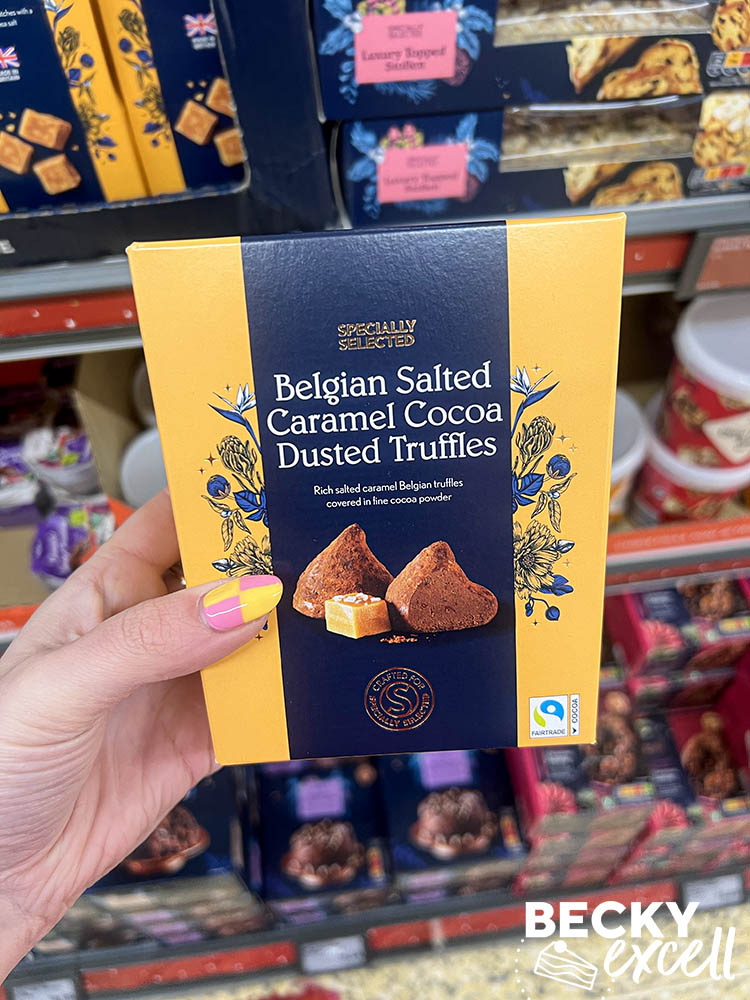 Luxury Topped
Stollen
Luxury Topped
Stollen
SPECIALLY
SELECTED
Belgian Salted
Caramel Cocoa
Dusted Truffles
Rich salted caramel Belgian truffles
covered in fine cocoa powder
CRAFTED FOR
SPECIALLY SELECTED
S
FAIRTRADE
COCOA
BECKY
excell